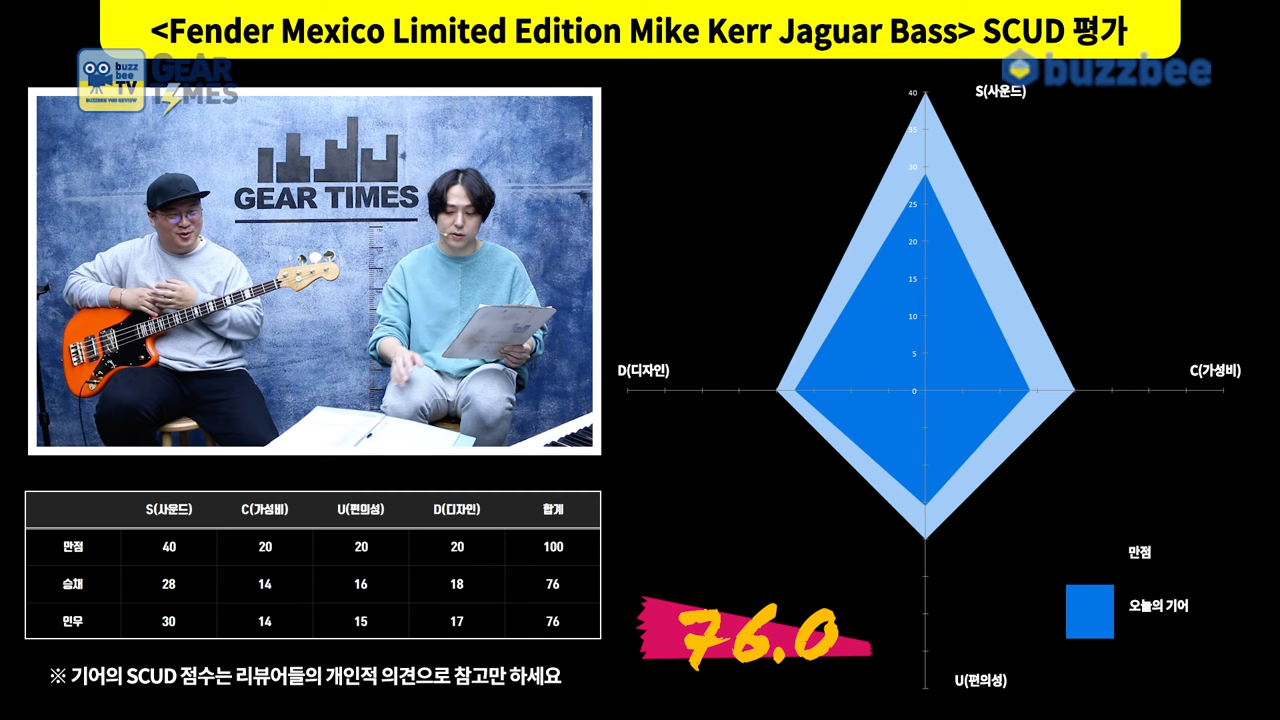 <Fender Mexico Limited Edition Mike Kerr Jaguar Bass> SCUD 평가
buzz
bee
TV
BUZZBEE YOU REVIEW
GEAR
TIMES
buzzbee
GEAR TIMES
S(사운드)
40
35
30
25
20
15
10
5
0
D(디자인)
C(가성비)
U(편의성)
만점
오늘의 기어
S(사운드) C(가성비) U(편의성) D(디자인) 합계
만점 40 20 20 20 100
승채 28 14 16 18 76
민우 30 14 15 17 76
76.0
※ 기어의 SCUD 점수는 리뷰어들의 개인적 의견으로 참고만 하세요